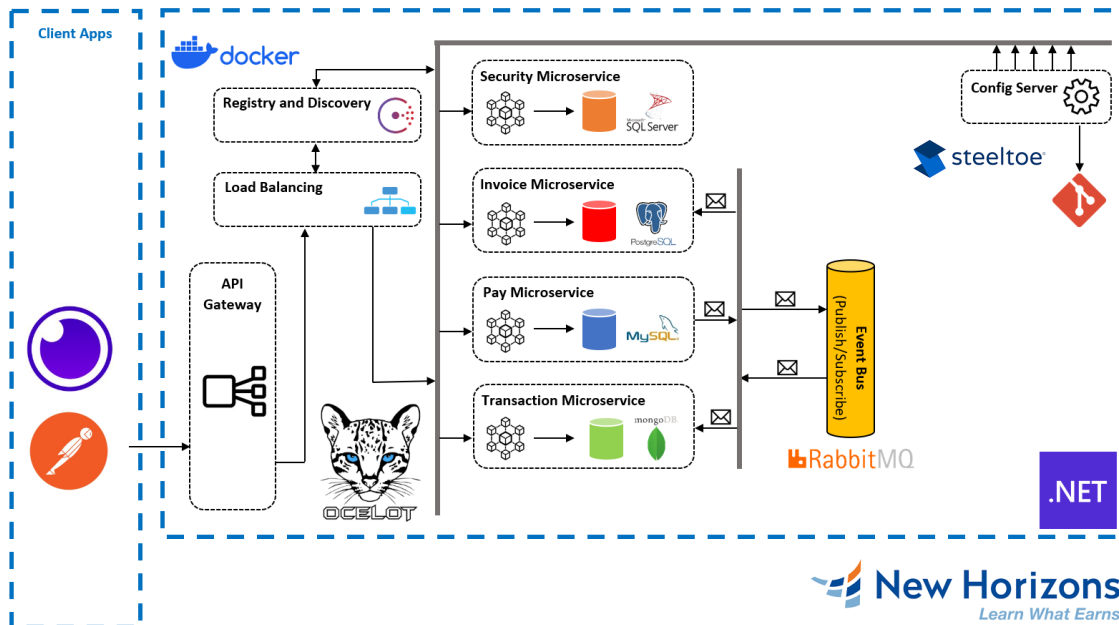 Client Apps
docker
Registry and Discovery
Load Balancing
API
Gateway
OCELOT
Security Microservice
Microsoft
SQL Server
Invoice Microservice
PostgreSQL
Pay Microservice
MySQL
Transaction Microservice
mongoDB
Config Server
steeltoe
Event Bus
(Publish/Subscribe)
RabbitMQ
.NET
New Horizons
Learn What Earns